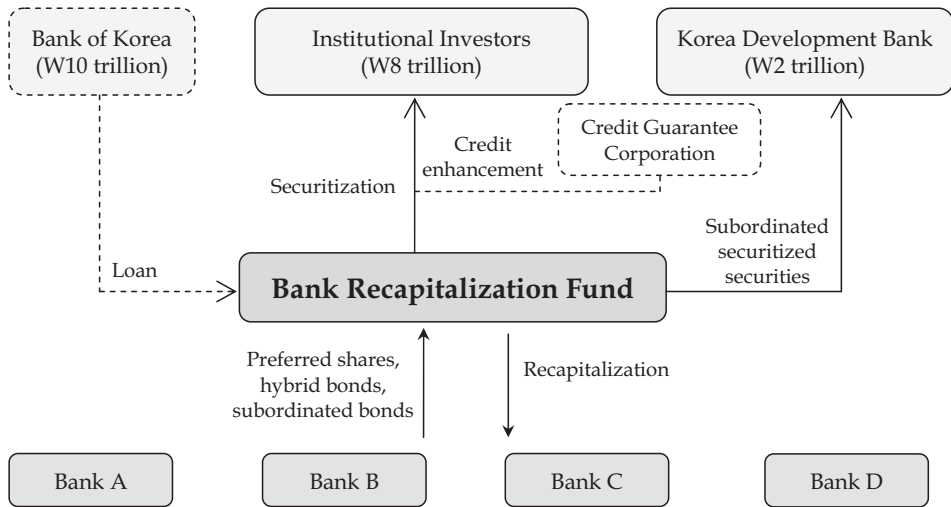 Bank of Korea
(W10 trillion)
Institutional Investors
(W8 trillion)
Korea Development Bank
(W2 trillion)
Credit Guarantee
Corporation
Credit
enhancement
Securitization
Subordinated
securitized
securities
Loan
Bank Recapitalization Fund
Preferred shares,
hybrid bonds,
subordinated bonds
Recapitalization
Bank A
Bank B
Bank C
Bank D